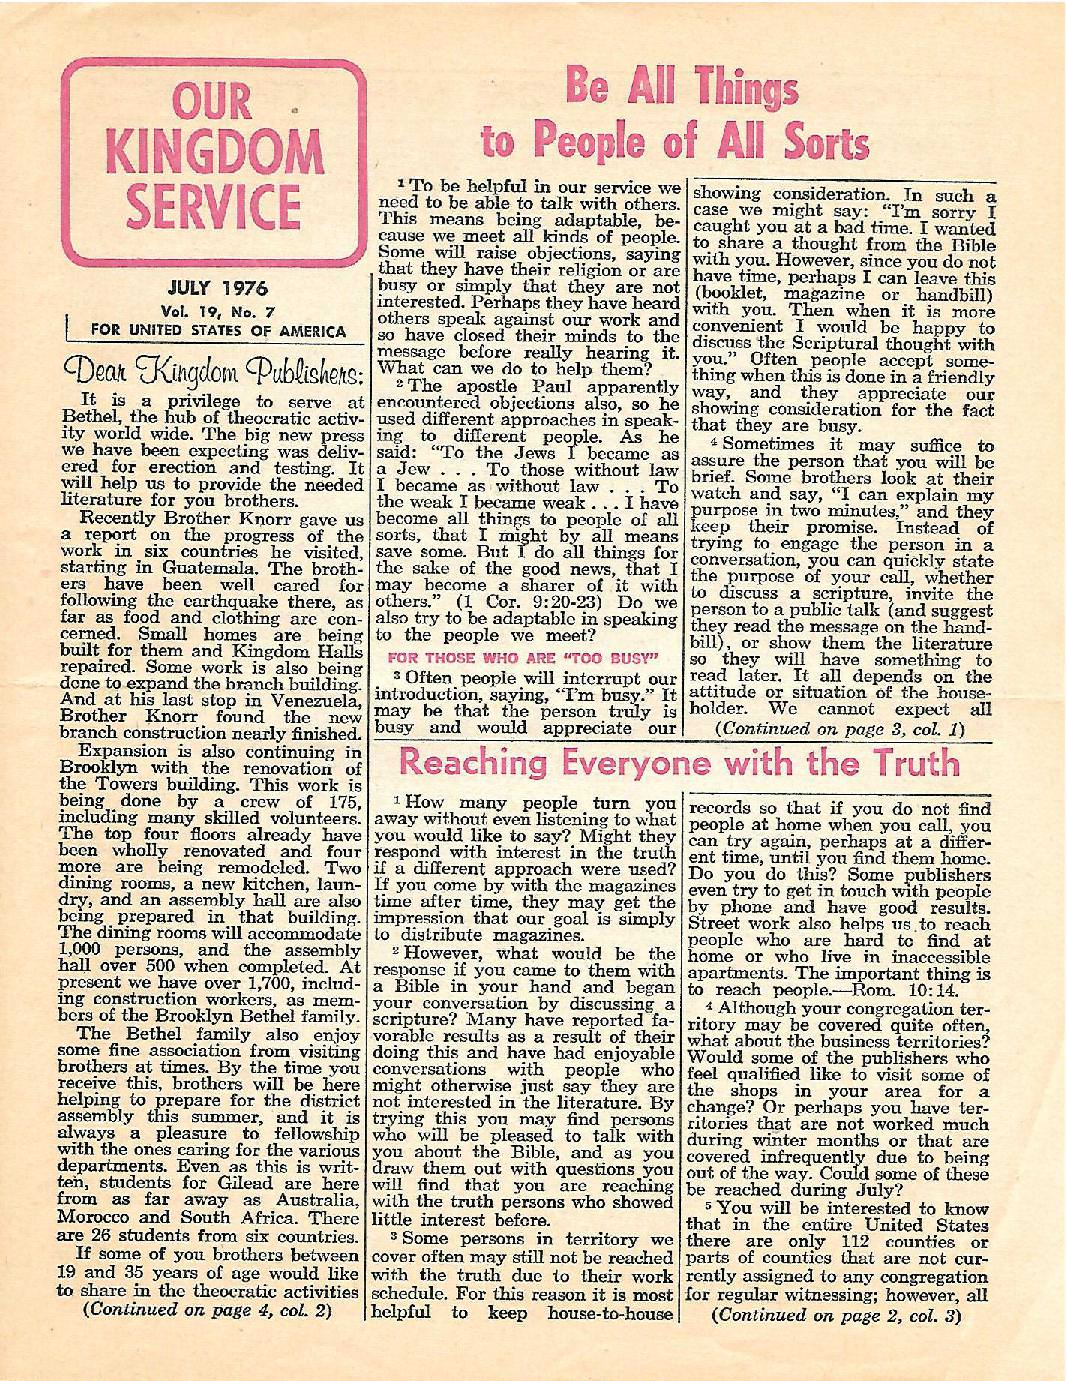 OUR
KINGDOM
SERVICE
JULY 1976
Vol. 19, No. 7
FOR UNITED STATES OF AMERICA
Dear Kingdom Publishers:
It is a privilege to serve at
Bethel, the hub of theocratic activ-
ity world wide. The big new press
we have been expecting was deliv-
ered for erection and testing. It
will help us to provide the needed
literature for you brothers.
Recently Brother Knorr gave us
a report on the progress of the
work in six countries he visited,
starting in Guatemala. The broth-
ers have been well cared for
following the earthquake there, as
far as food and clothing are con-
cerned. Small homes are being
built for them and Kingdom Halls
repaired. Some work is also being
done to expand the branch building.
And at his last stop in Venezuela,
Brother Knorr found the new
branch construction nearly finished.
Expansion is also continuing in
Brooklyn with the renovation of
the Towers building. This work is
being done by a crew of 175,
including many skilled volunteers.
The top four floors already have
been wholly renovated and four
more are being remodeled. Two
dining rooms, a new kitchen, laun-
dry, and an assembly hall are also
being prepared in that building.
The dining rooms will accommodate
1,000 persons, and the assembly
hall over 500 when completed. At
present we have over 1,700, includ-
ing construction workers, as mem-
bers of the Brooklyn Bethel family.
The Bethel family also enjoy
some fine association from visiting
brothers at times. By the time you
receive this, brothers will be here
helping to prepare for the district
assembly this summer, and it is
always a pleasure to fellowship
with the ones caring for the various
departments. Even as this is writ-
ten, students for Gilead are here
from as far away as Australia,
Morocco and South Africa. There
are 26 students from six countries.
If some of you brothers between
19 and 35 years of age would like
to share in the theocratic activities
(Continued on page 4, col. 2)
Be All Things
to People of All Sorts
1 To be helpful in our service we
need to be able to talk with others.
This means being adaptable, be-
cause we meet all kinds of people.
Some will raise objections, saying
that they have their religion or are
busy or simply that they are not
interested. Perhaps they have heard
others speak against our work and
so have closed their minds to the
message before really hearing it.
What can we do to help them?
2 The apostle Paul apparently
encountered objections also, so he
used different approaches in speak-
ing to different people. As he
said: "To the Jews I became as
a Jew . . . To those without law
I became as without law . . . To
the weak I became weak . . . I have
become all things to people of all
sorts, that I might by all means
save some. But I do all things for
the sake of the good news, that I
may become a sharer of it with
others." (1 Cor. 9:20-23) Do we
also try to be adaptable in speaking
to the people we meet?
FOR THOSE WHO ARE "TOO BUSY"
3 Often people will interrupt our
introduction, saying, "I'm busy." It
may be that the person truly is
busy and would appreciate our
showing consideration. In such a
case we might say: "I'm sorry I
caught you at a bad time. I wanted
to share a thought from the Bible
with you. However, since you do not
have time, perhaps I can leave this
(booklet, magazine or handbill)
with you. Then when it is more
convenient I would be happy to
discuss the Scriptural thought with
you." Often people accept some-
thing when this is done in a friendly
way, and they appreciate our
showing consideration for the fact
that they are busy.
4 Sometimes it may suffice to
assure the person that you will be
brief. Some brothers look at their
watch and say, "I can explain my
purpose in two minutes," and they
keep their promise. Instead of
trying to engage the person in a
conversation, you can quickly state
the purpose of your call, whether
to discuss a scripture, invite the
person to a public talk (and suggest
they read the message on the hand-
bill), or show them the literature
so they will have something to
read later. It all depends on the
attitude or situation of the house-
holder. We cannot expect all
(Continued on page 3, col. 1)
Reaching Everyone with the Truth
1 How many people turn you
away without even listening to what
you would like to say? Might they
respond with interest in the truth
if a different approach were used?
If you come by with the magazines
time after time, they may get the
impression that our goal is simply
to distribute magazines.
2 However, what would be the
response if you came to them with
a Bible in your hand and began
your conversation by discussing a
scripture? Many have reported fa-
vorable results as a result of their
doing this and have had enjoyable
conversations with people who
might otherwise just say they are
not interested in the literature. By
trying this you may find persons
who will be pleased to talk with
you about the Bible, and as you
draw them out with questions you
will find that you are reaching
with the truth persons who showed
little interest before.
3 Some persons in territory we
cover often may still not be reached
with the truth due to their work
schedule. For this reason it is most
helpful to keep house-to-house
records so that if you do not find
people at home when you call, you
can try again, perhaps at a differ-
ent time, until you find them home.
Do you do this? Some publishers
even try to get in touch with people
by phone and have good results.
Street work also helps us to reach
people who are hard to find at
home or who live in inaccessible
apartments. The important thing is
to reach people.—Rom. 10:14.
4 Although your congregation ter-
ritory may be covered quite often,
what about the business territories?
Would some of the publishers who
feel qualified like to visit some of
the shops in your area for a
change? Or perhaps you have ter-
ritories that are not worked much
during winter months or that are
covered infrequently due to being
out of the way. Could some of these
be reached during July?
5 You will be interested to know
that in the entire United States
there are only 112 counties or
parts of counties that are not cur-
rently assigned to any congregation
for regular witnessing; however, all
(Continued on page 2, col. 3)